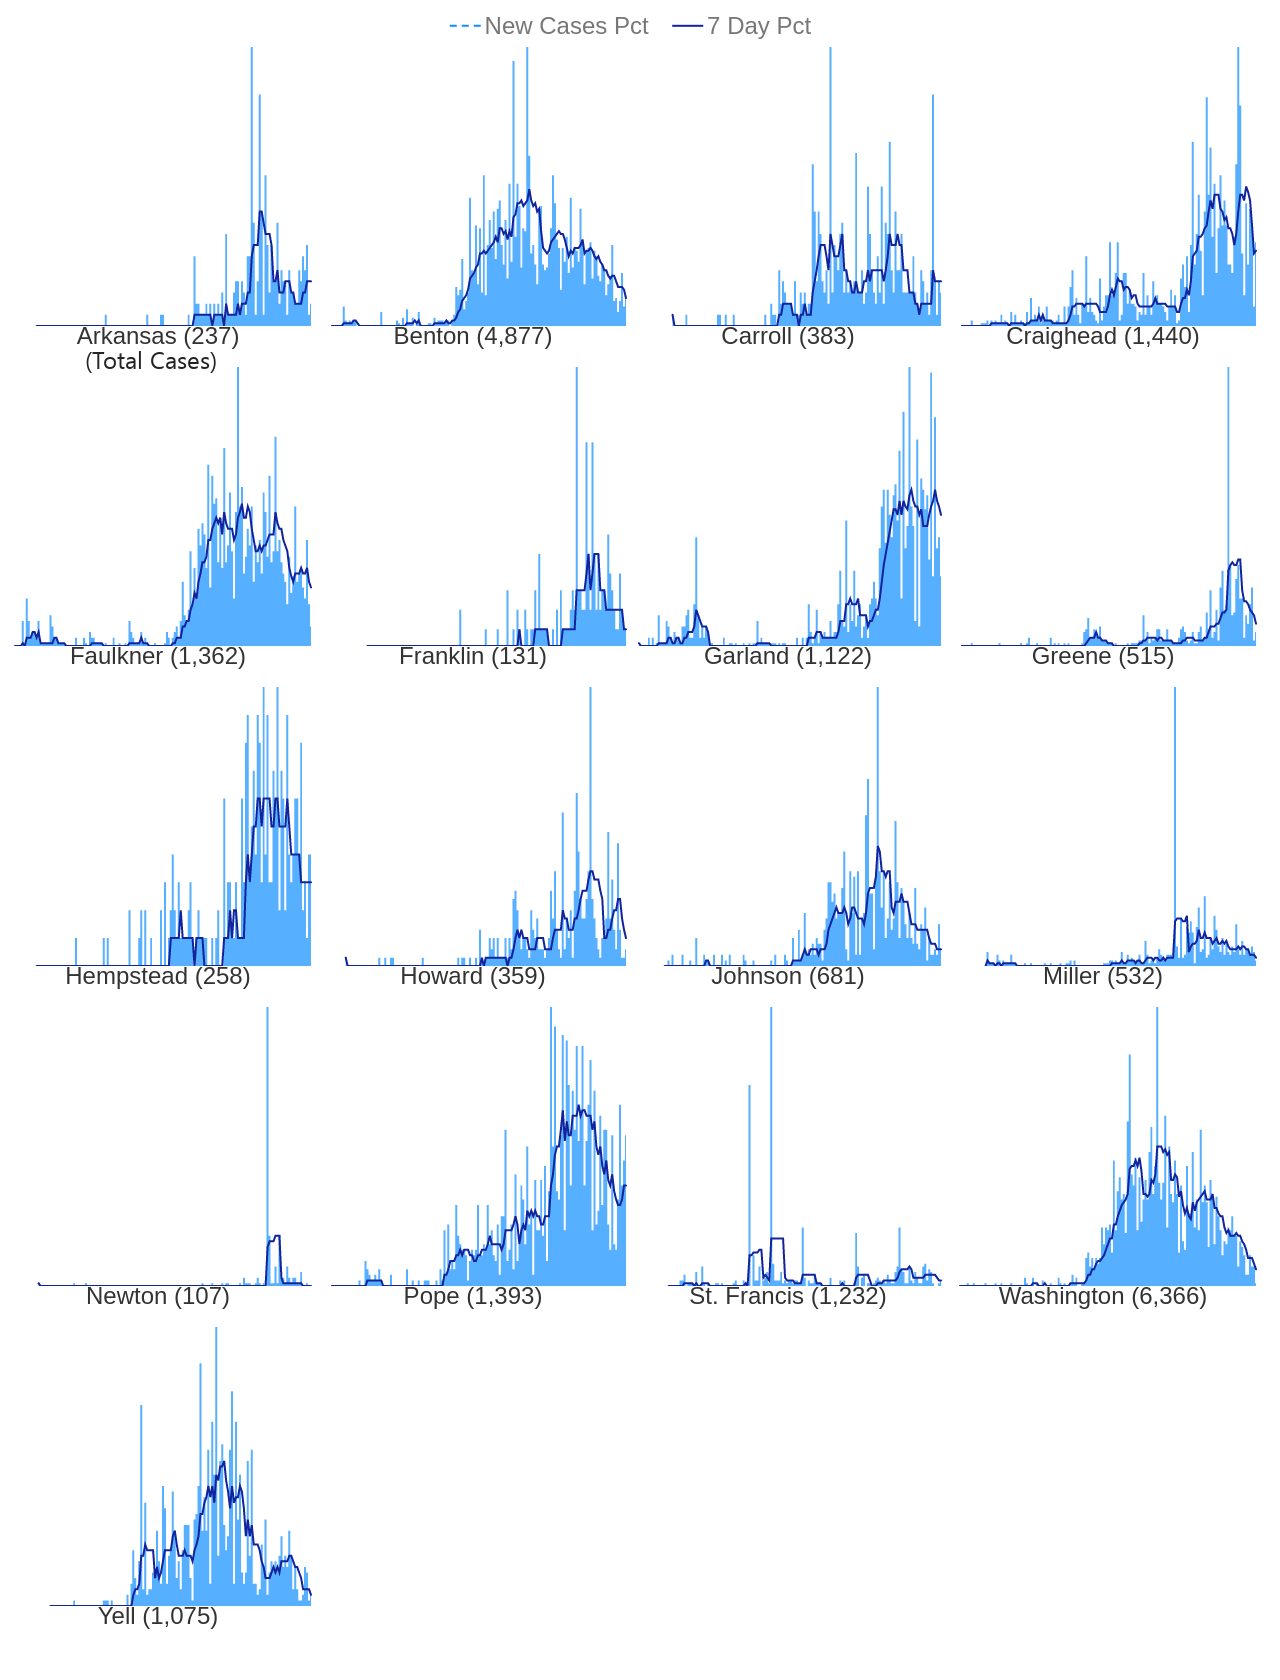 New Cases Pct 7 Day Pct
Arkansas (237) Benton (4,877) Carroll (383) Craighead (1,440)
(Total Cases)
Faulkner (1,362) Franklin (131) Garland (1,122) Greene (515)
Hempstead (258) Howard (359) Johnson (681) Miller (532)
Newton (107) Pope (1,393) St. Francis (1,232) Washington (6,366)
Yell (1,075)